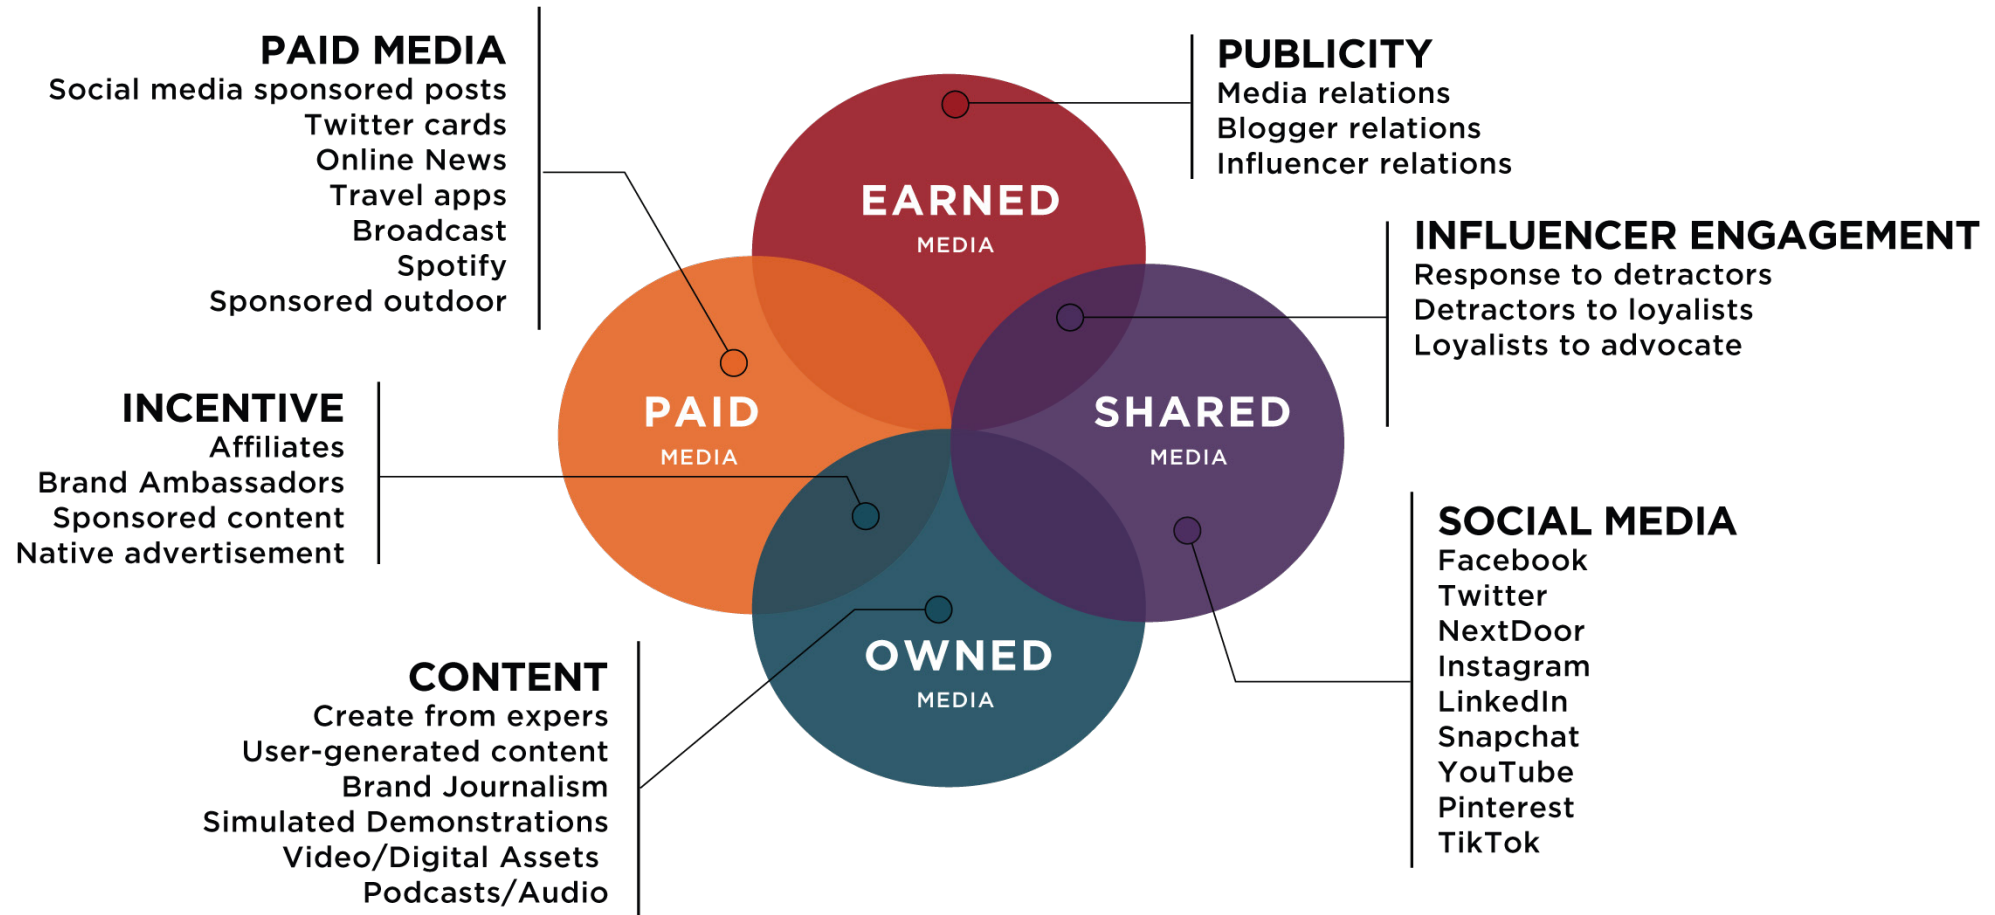 PAID MEDIA
Social media sponsored posts
Twitter cards
Online News
Travel apps
Broadcast
Spotify
Sponsored outdoor
PUBLICITY
Media relations
Blogger relations
Influencer relations
EARNED
MEDIA
INFLUENCER ENGAGEMENT
Response to detractors
Detractors to loyalists
Loyalists to advocate
INCENTIVE
Affiliates
Brand Ambassadors
Sponsored content
Native advertisement
PAID
MEDIA
SHARED
MEDIA
SOCIAL MEDIA
Facebook
Twitter
NextDoor
Instagram
LinkedIn
Snapchat
YouTube
Pinterest
TikTok
OWNED
MEDIA
CONTENT
Create from expers
User-generated content
Brand Journalism
Simulated Demonstrations
Video/Digital Assets
Podcasts/Audio